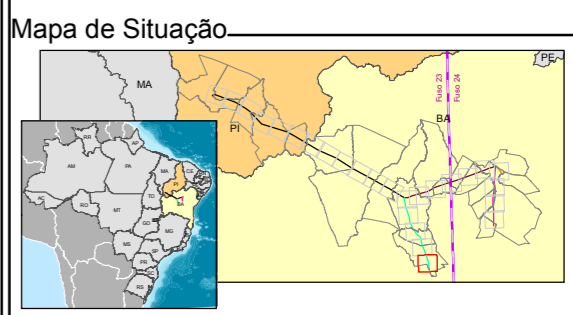 Mapa de Situação
PE
MA
Fuso 23
Fuso 24
BA
PI
RR
AP
AM
PA
MA
CE
PI
AC
TO
RO
BA
MT
GO
MG
MS
SP
PR
SC
RS